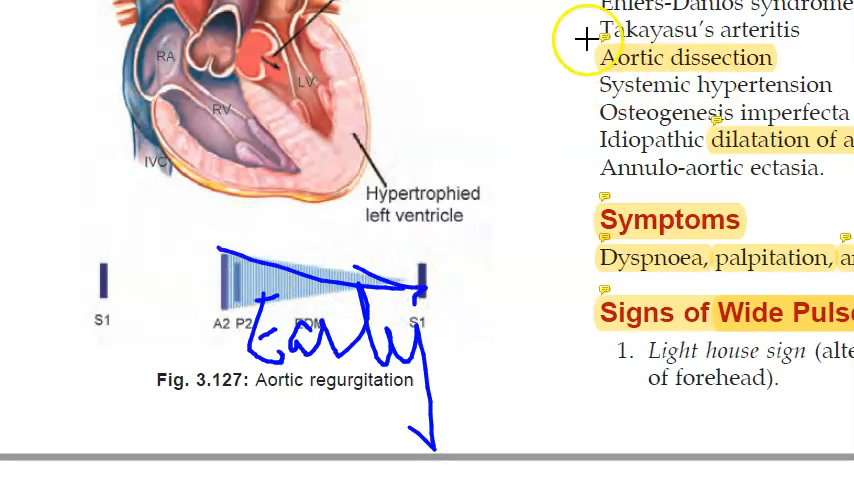 RA
LV
RV
IVC
Hypertrophied
left ventricle
S1
A2 P2
EDM
S1
Early
Fig. 3.127: Aortic regurgitation
Ehlers-Danlos syndrome
Takayasu's arteritis
Aortic dissection
Systemic hypertension
Osteogenesis imperfecta
Idiopathic dilatation of a
Annulo-aortic ectasia.
Symptoms
Dyspnoea, palpitation, a
Signs of Wide Pulse
1. Light house sign (alte
of forehead).